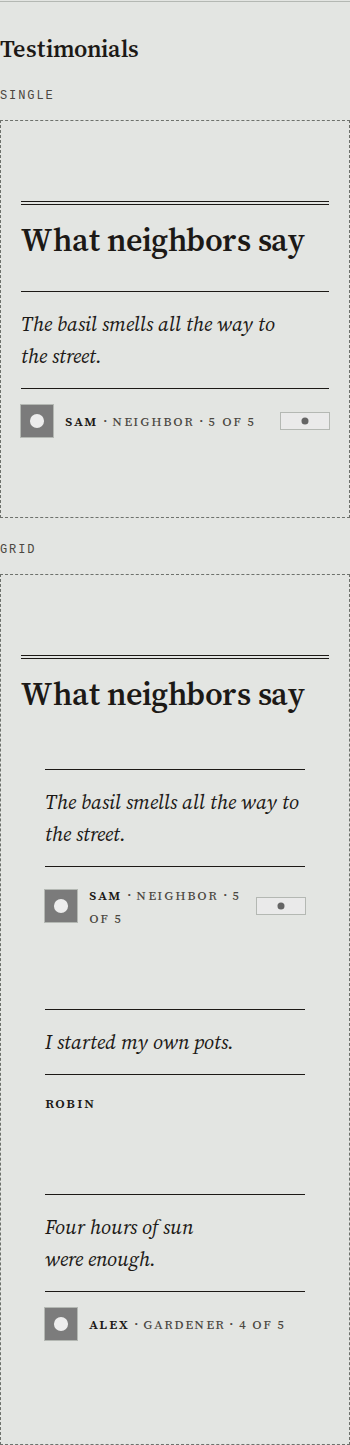 Testimonials
SINGLE
What neighbors say
The basil smells all the way to
the street.
SAM · NEIGHBOR · 5 OF 5
GRID
What neighbors say
The basil smells all the way to
the street.
SAM · NEIGHBOR · 5
OF 5
I started my own pots.
ROBIN
Four hours of sun
were enough.
ALEX · GARDENER · 4 OF 5